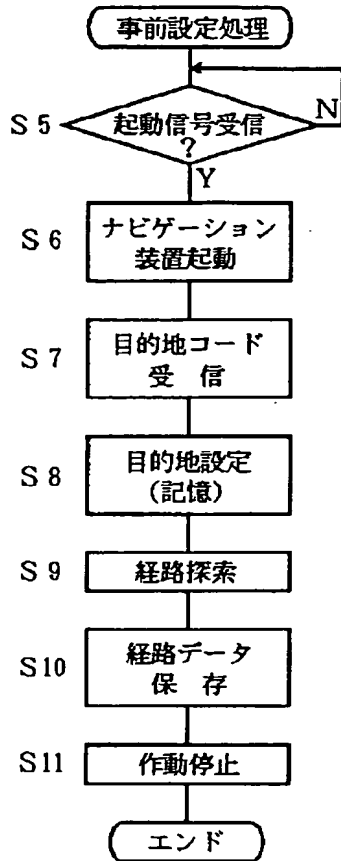 事前設定処理
S5
起動信号受信
?
N
Y
S6
ナビゲーション
装置起動
S7
目的地コード
受 信
S8
目的地設定
(記憶)
S9
経路探索
S10
経路データ
保 存
S11
作動停止
エンド